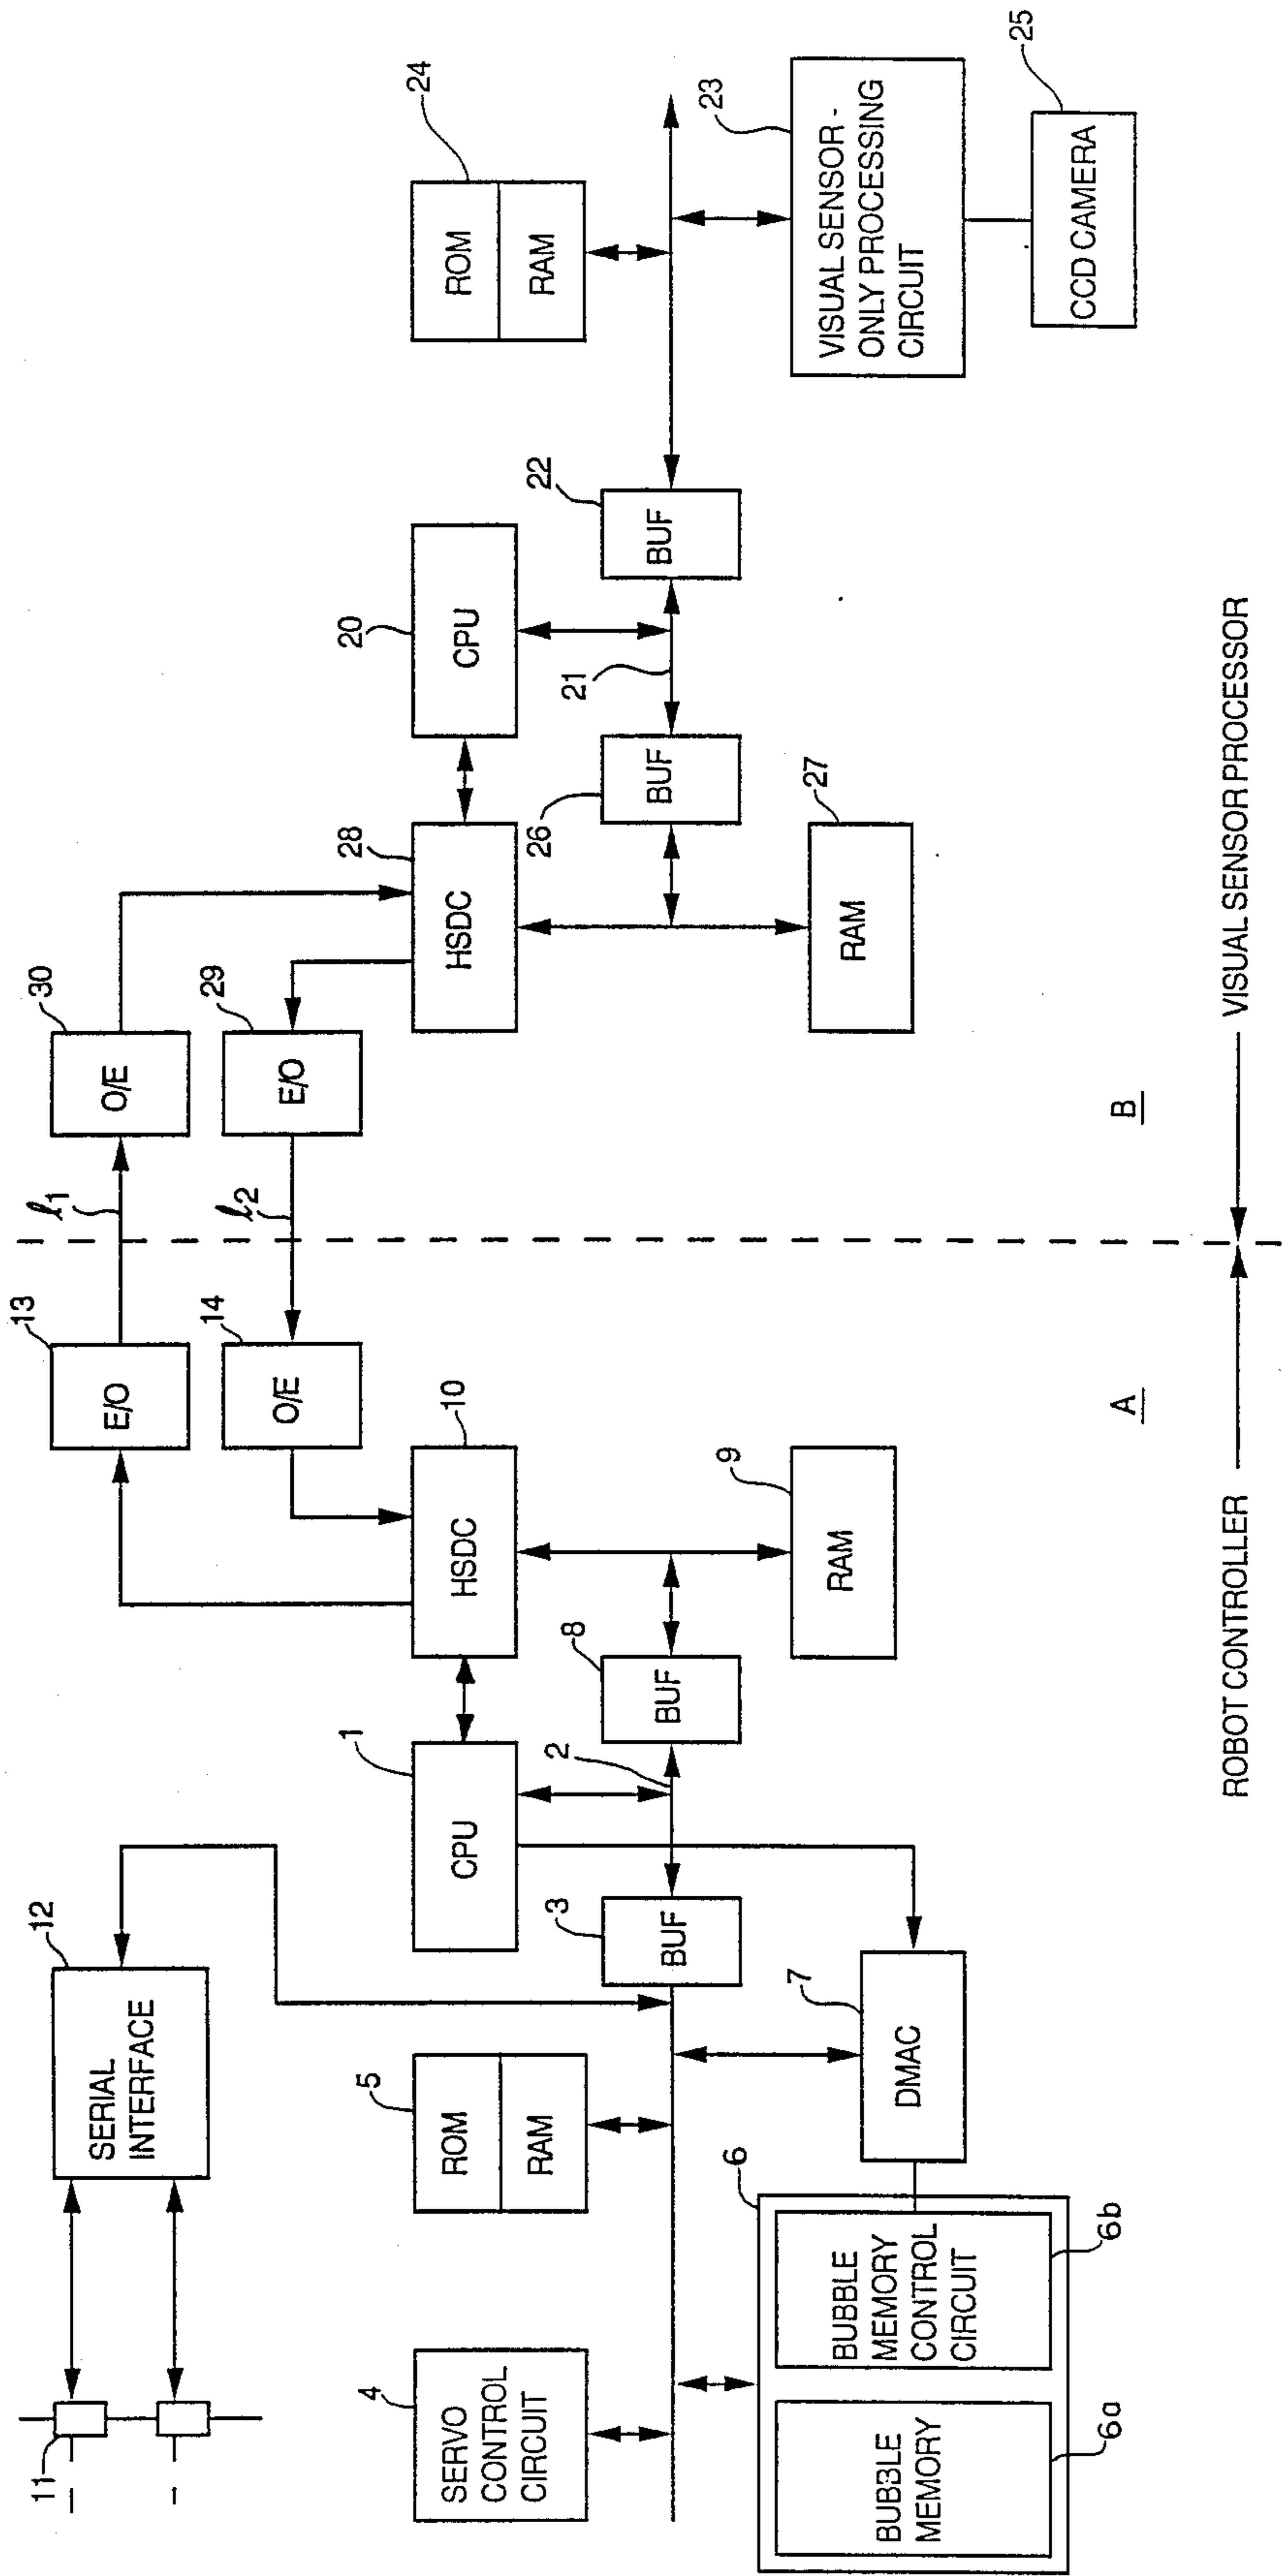 11
SERIAL
INTERFACE
12
E/O
13
ℓ1
O/E
30
O/E
14
ℓ2
E/O
29
SERVO
CONTROL
CIRCUIT
4
ROM
RAM
5
CPU
1
HSDC
10
HSDC
28
CPU
20
ROM
RAM
24
BUF
3
2
BUF
8
BUF
26
21
BUF
22
BUBBLE
MEMORY
6a
BUBBLE
MEMORY
CONTROL
CIRCUIT
6b
6
DMAC
7
RAM
9
RAM
27
VISUAL SENSOR -
ONLY PROCESSING
CIRCUIT
23
CCD CAMERA
25
A
B
ROBOT CONTROLLER
VISUAL SENSOR PROCESSOR